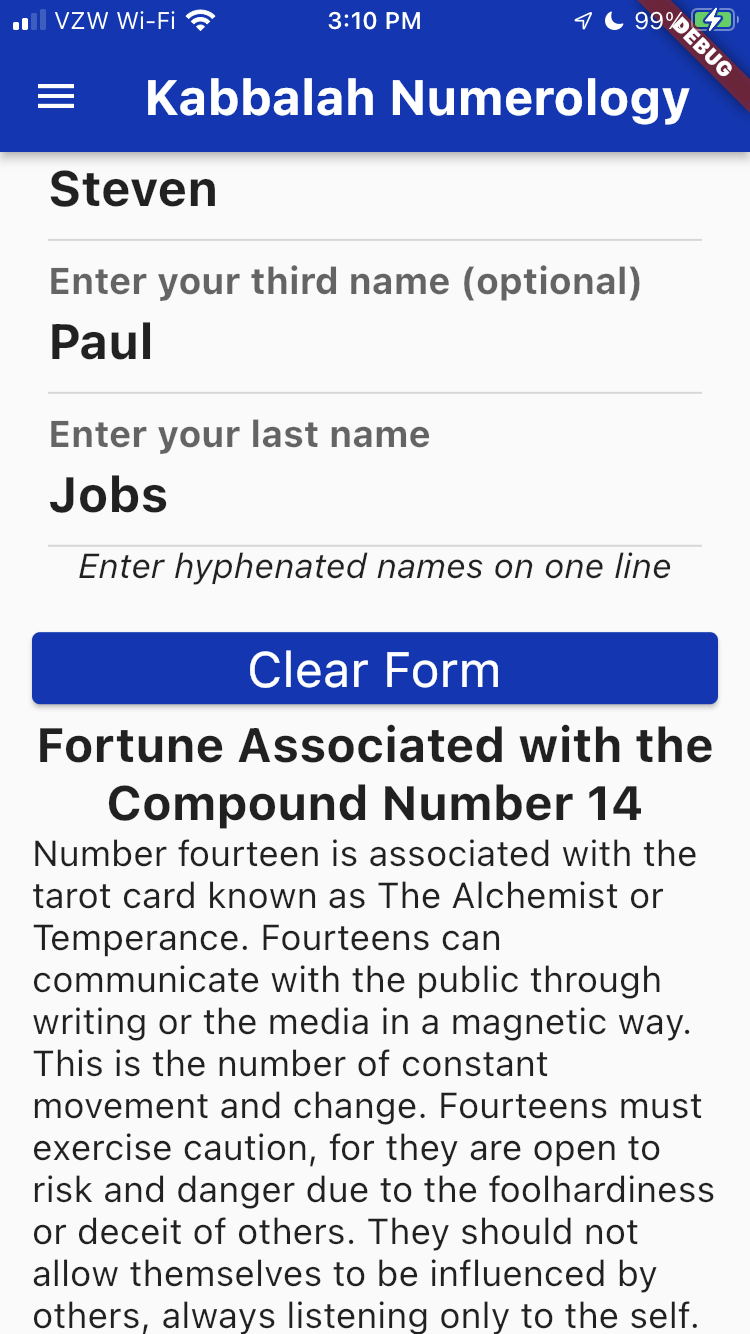 VZW Wi-Fi 3:10 PM 99%
DEBUG
Kabbalah Numerology
Steven
Enter your third name (optional)
Paul
Enter your last name
Jobs
Enter hyphenated names on one line
Clear Form
Fortune Associated with the
Compound Number 14
Number fourteen is associated with the
tarot card known as The Alchemist or
Temperance. Fourteens can
communicate with the public through
writing or the media in a magnetic way.
This is the number of constant
movement and change. Fourteens must
exercise caution, for they are open to
risk and danger due to the foolhardiness
or deceit of others. They should not
allow themselves to be influenced by
others, always listening only to the self.